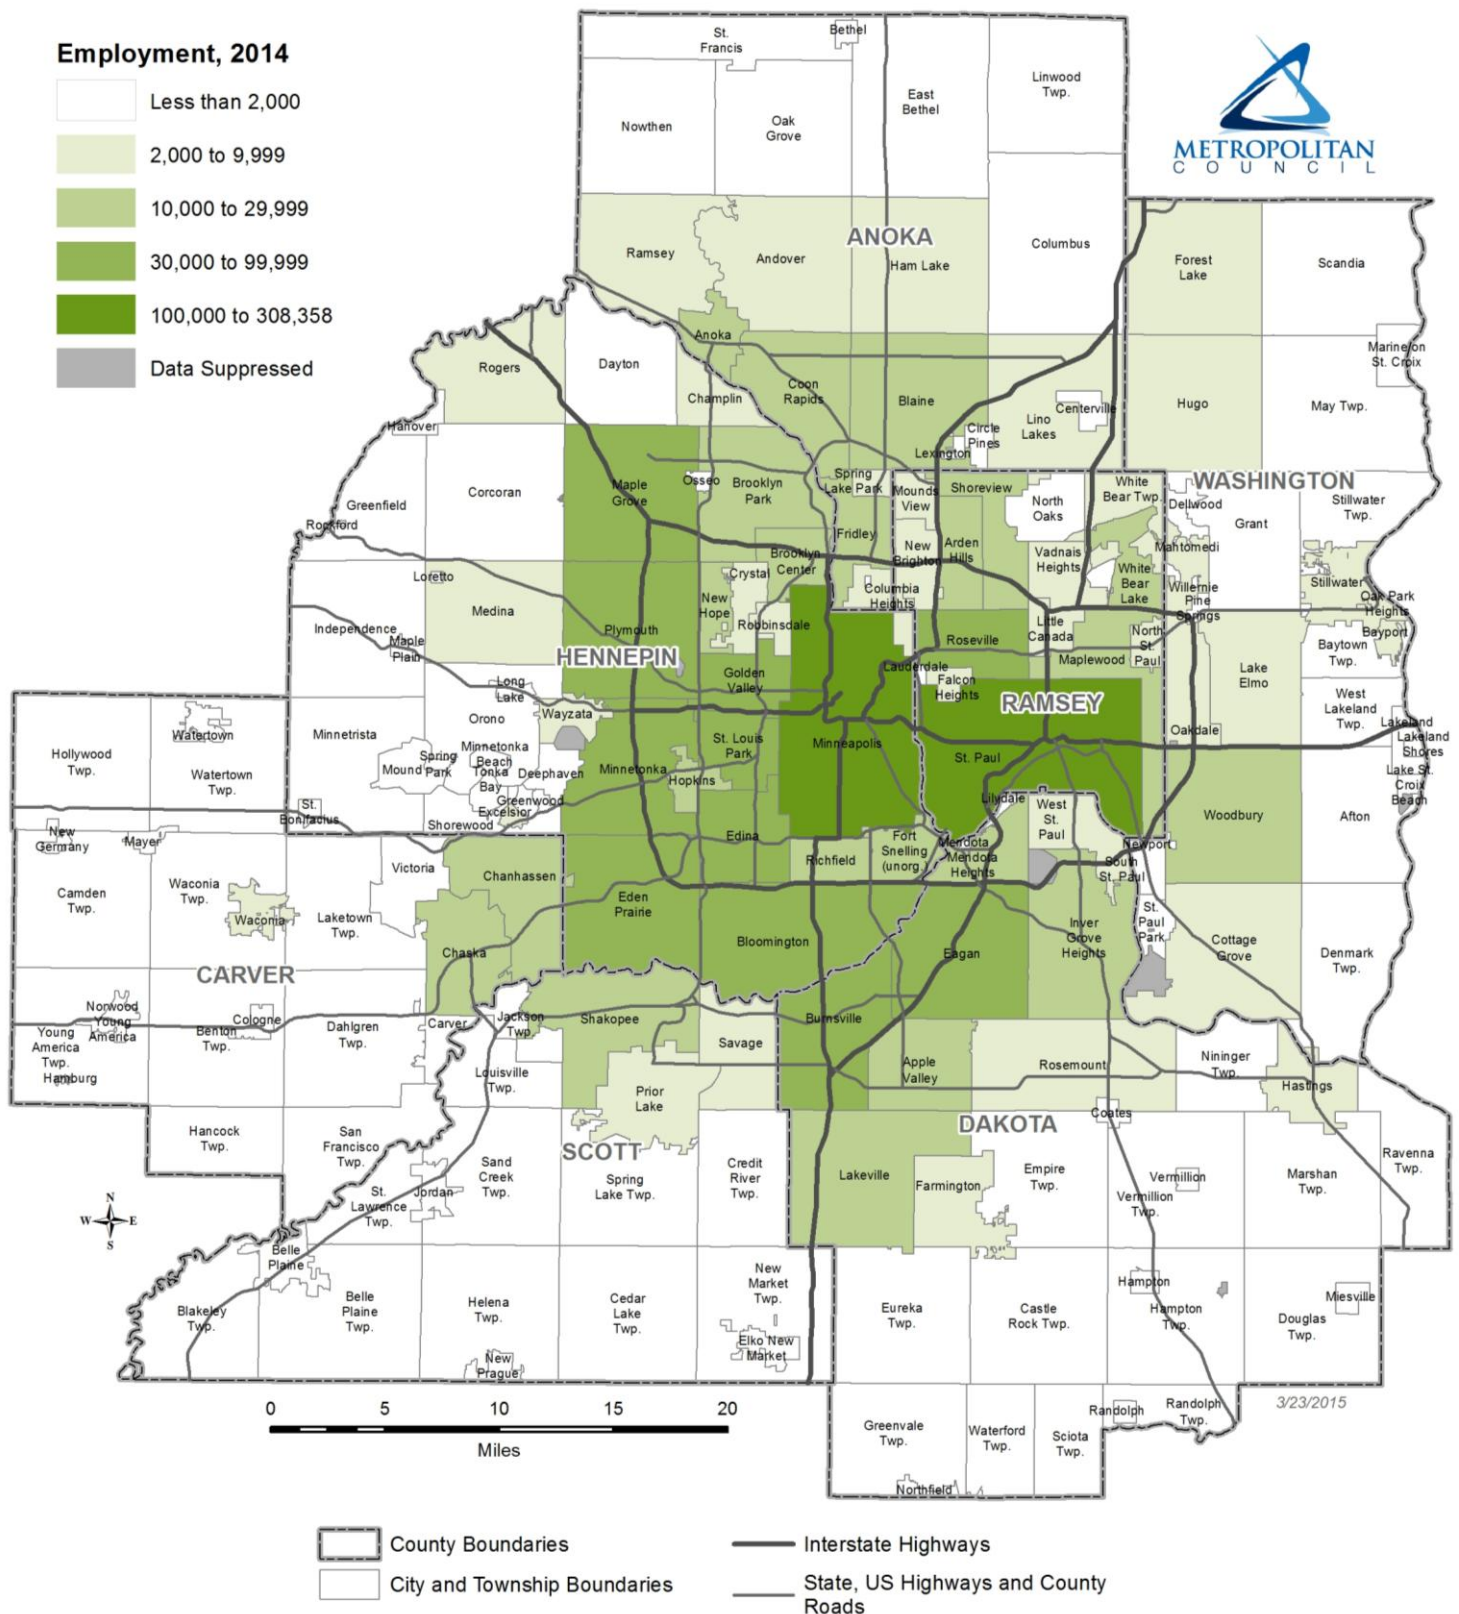 Employment, 2014
Less than 2,000
2,000 to 9,999
10,000 to 29,999
30,000 to 99,999
100,000 to 308,358
Data Suppressed
METROPOLITAN
COUNCIL
St.
Francis
Bethel
Linwood
Twp.
East
Bethel
Nowthen
Oak
Grove
ANOKA
Ramsey
Andover
Ham Lake
Columbus
Forest
Lake
Scandia
Anoka
Rogers
Dayton
Champlin
Coon
Rapids
Blaine
Centerville
Lino
Lakes
Circle
Pines
Lexington
Hugo
Marine on
St. Croix
May Twp.
Hanover
Corcoran
Greenfield
Rockford
Maple
Grove
Osseo
Brooklyn
Park
Spring
Lake Park
Mounds
View
Shoreview
North
Oaks
White
Bear Twp.
WASHINGTON
Dellwood
Grant
Stillwater
Twp.
Fridley
New
Brighton
Arden
Hills
Vadnais
Heights
White
Bear
Lake
Mahtomedi
Willernie
Pine
Springs
Stillwater
Oak Park
Heights
Bayport
Baytown
Twp.
Loretto
Medina
Independence
Maple
Plain
Brooklyn
Center
Crystal
New
Hope
Robbinsdale
Columbia
Heights
Plymouth
HENNEPIN
Golden
Valley
Lauderdale
Roseville
Little
Canada
North
St.
Paul
Maplewood
Falcon
Heights
RAMSEY
Lake
Elmo
West
Lakeland
Twp.
Lakeland
Lakeland
Shores
Lake St.
Croix
Beach
Long
Lake
Orono
Wayzata
Minnetrista
Minnetonka
Beach
Spring
Park
Mound
Tonka
Bay
Deephaven
Greenwood
Excelsior
Shorewood
St.
Bonifacius
Minnetonka
St. Louis
Park
Hopkins
Minneapolis
St. Paul
Oakdale
Hollywood
Twp.
Watertown
Watertown
Twp.
New
Germany
Mayer
Edina
Richfield
Fort
Snelling
(unorg.)
Lilydale
Mendota
Mendota
Heights
West
St.
Paul
South
St. Paul
Newport
Woodbury
Afton
Victoria
Chanhassen
Camden
Twp.
Waconia
Twp.
Waconia
Laketown
Twp.
CARVER
Chaska
Eden
Prairie
Bloomington
Eagan
Inver
Grove
Heights
St.
Paul
Park
Cottage
Grove
Denmark
Twp.
Norwood
Young
America
Young
America
Twp.
Hamburg
Cologne
Benton
Twp.
Dahlgren
Twp.
Carver
Jackson
Twp.
Shakopee
Savage
Burnsville
Apple
Valley
Rosemount
Nininger
Twp.
Hastings
Louisville
Twp.
Prior
Lake
Hancock
Twp.
San
Francisco
Twp.
SCOTT
DAKOTA
Coates
Sand
Creek
Twp.
Spring
Lake Twp.
Credit
River
Twp.
Lakeville
Farmington
Empire
Twp.
Vermillion
Vermillion
Twp.
Marshan
Twp.
Ravenna
Twp.
St.
Lawrence
Twp.
Jordan
N
W E
S
Belle
Plaine
Blakeley
Twp.
Belle
Plaine
Twp.
Helena
Twp.
New
Prague
Cedar
Lake
Twp.
New
Market
Twp.
Elko New
Market
Eureka
Twp.
Castle
Rock Twp.
Hampton
Hampton
Twp.
Miesville
Douglas
Twp.
Greenvale
Twp.
Waterford
Twp.
Sciota
Twp.
Randolph
Randolph
Twp.
Northfield
3/23/2015
0 5 10 15 20
Miles
County Boundaries
City and Township Boundaries
Interstate Highways
State, US Highways and County
Roads